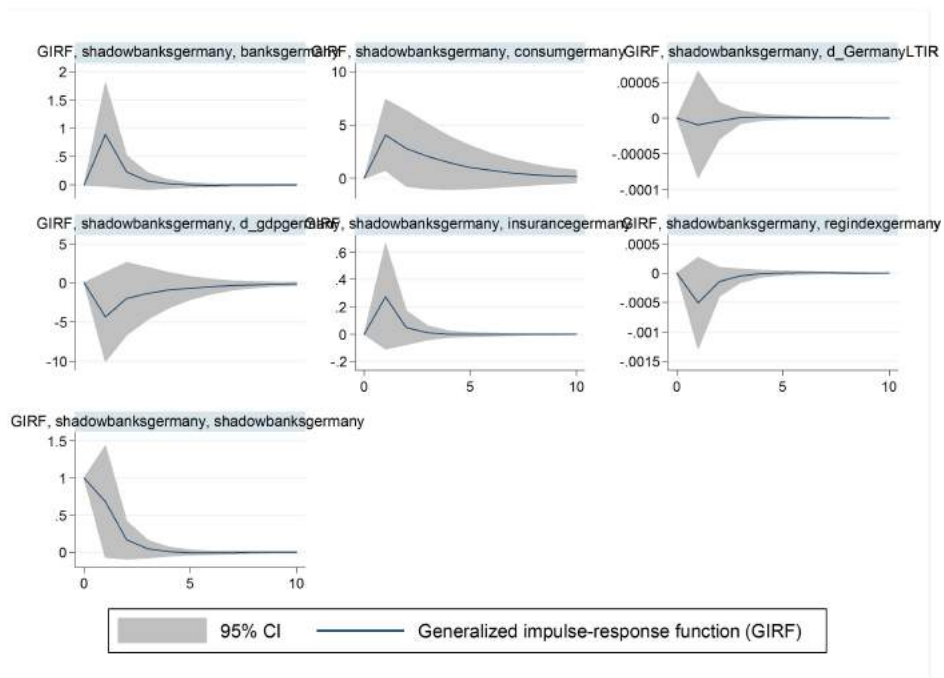 GIRF, shadowbanksgermany, banksgermany
2
1.5
1
.5
0
GIRF, shadowbanksgermany, consumgermany
10
5
0
GIRF, shadowbanksgermany, d_GermanyLTIR
.00005
0
-.00005
-.0001
GIRF, shadowbanksgermany, d_gdpgermany
5
0
-5
-10
GIRF, shadowbanksgermany, insurancegermany
.6
.4
.2
0
-.2
0 5 10
GIRF, shadowbanksgermany, regindexgermany
.0005
0
-.0005
-.001
-.0015
0 5 10
GIRF, shadowbanksgermany, shadowbanksgermany
1.5
1
.5
0
0 5 10
95% CI
Generalized impulse-response function (GIRF)